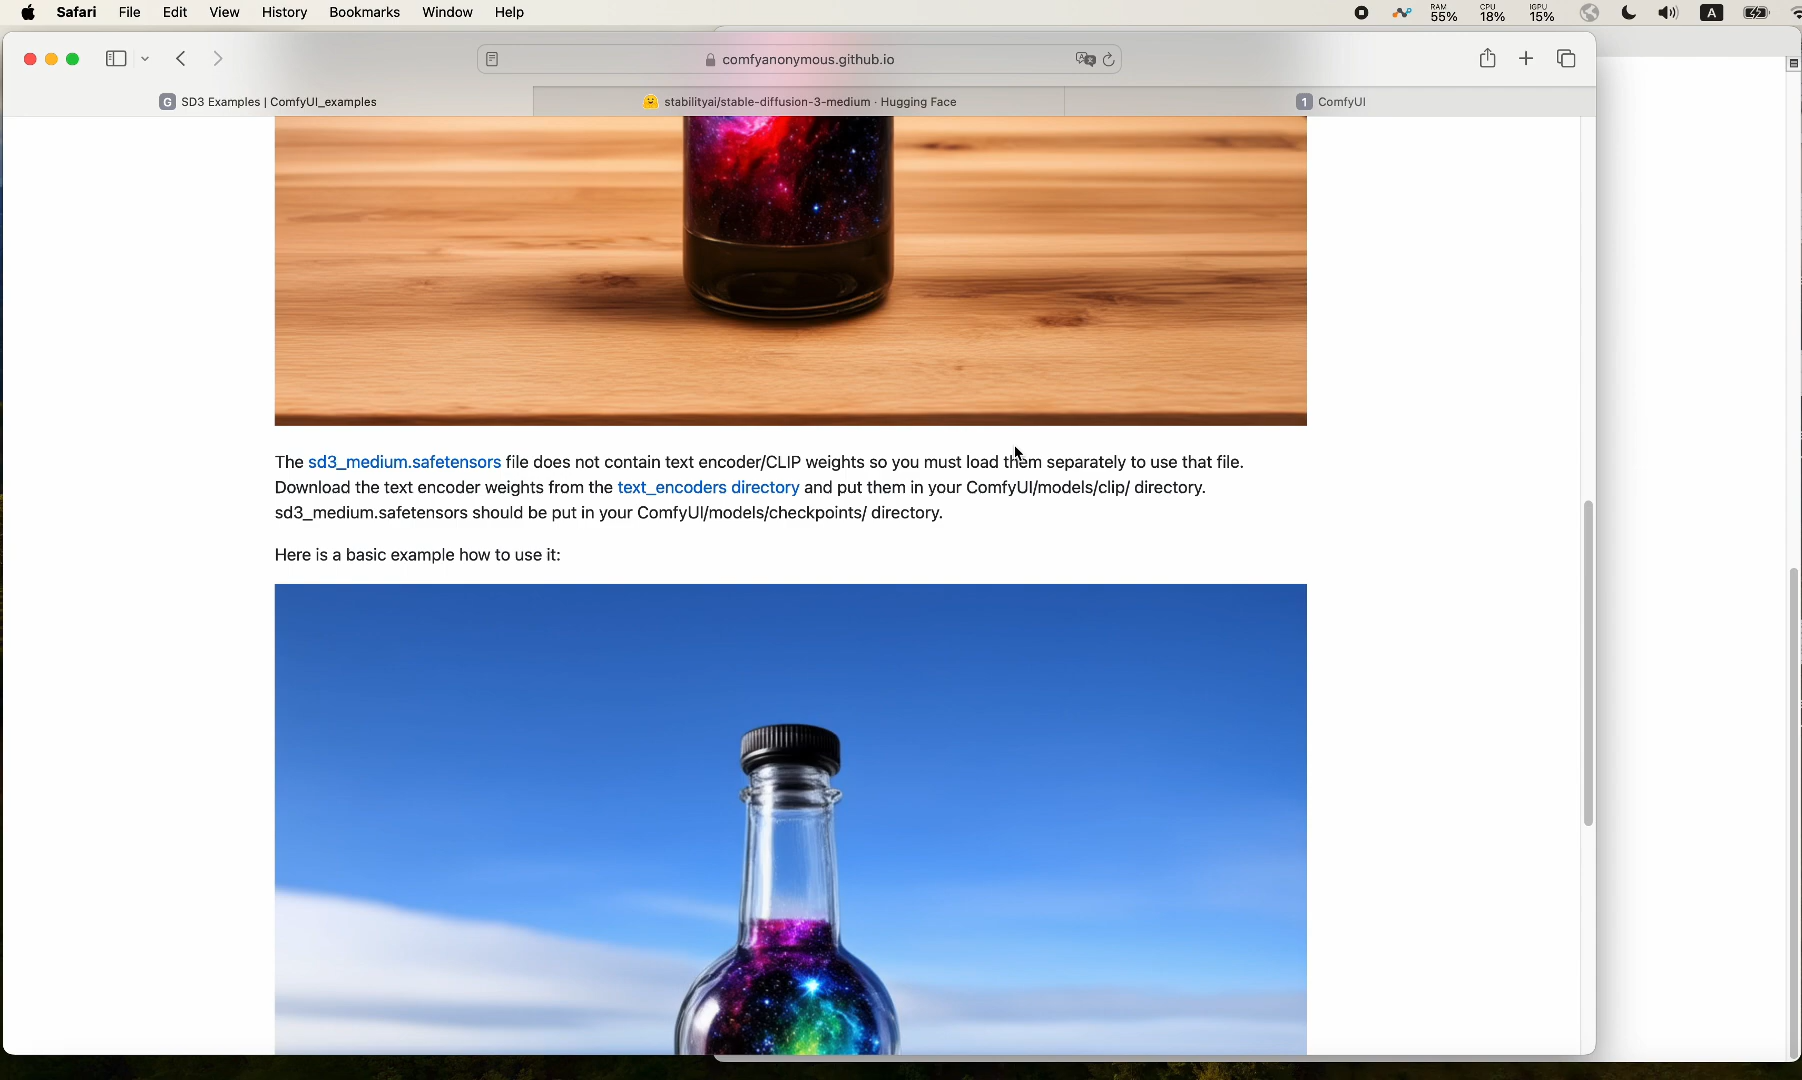 Safari File Edit View History Bookmarks Window Help
RAM 55% CPU 18% IGPU 15% A
comfyanonymous.github.io
G SD3 Examples | ComfyUI_examples
stabilityai/stable-diffusion-3-medium · Hugging Face
1 ComfyUI
The sd3_medium.safetensors file does not contain text encoder/CLIP weights so you must load them separately to use that file.
Download the text encoder weights from the text_encoders directory and put them in your ComfyUI/models/clip/ directory.
sd3_medium.safetensors should be put in your ComfyUI/models/checkpoints/ directory.
Here is a basic example how to use it: